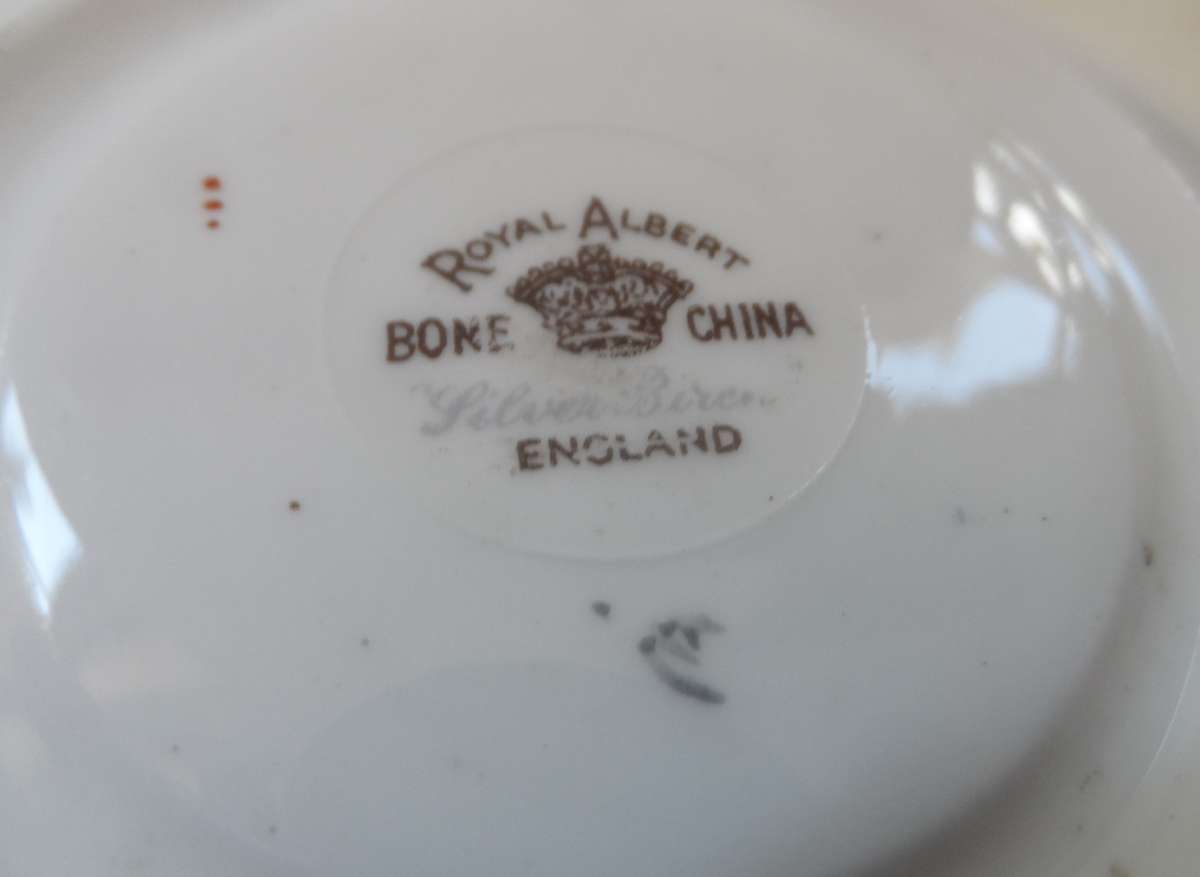 ROYAL ALBERT
BONE CHINA
"Silver Birch"
ENGLAND